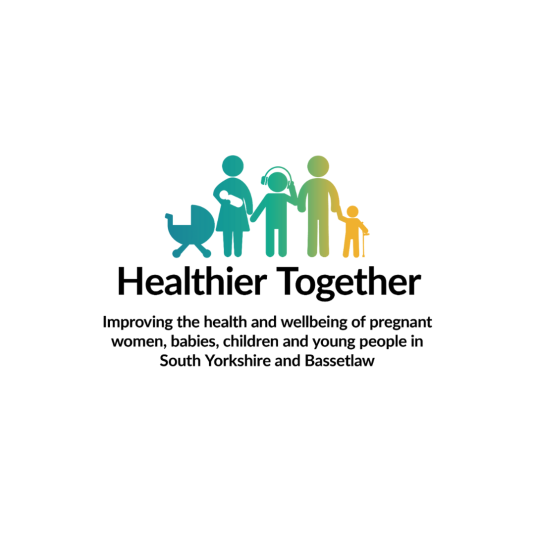 Healthier Together
Improving the health and wellbeing of pregnant
women, babies, children and young people in
South Yorkshire and Bassetlaw